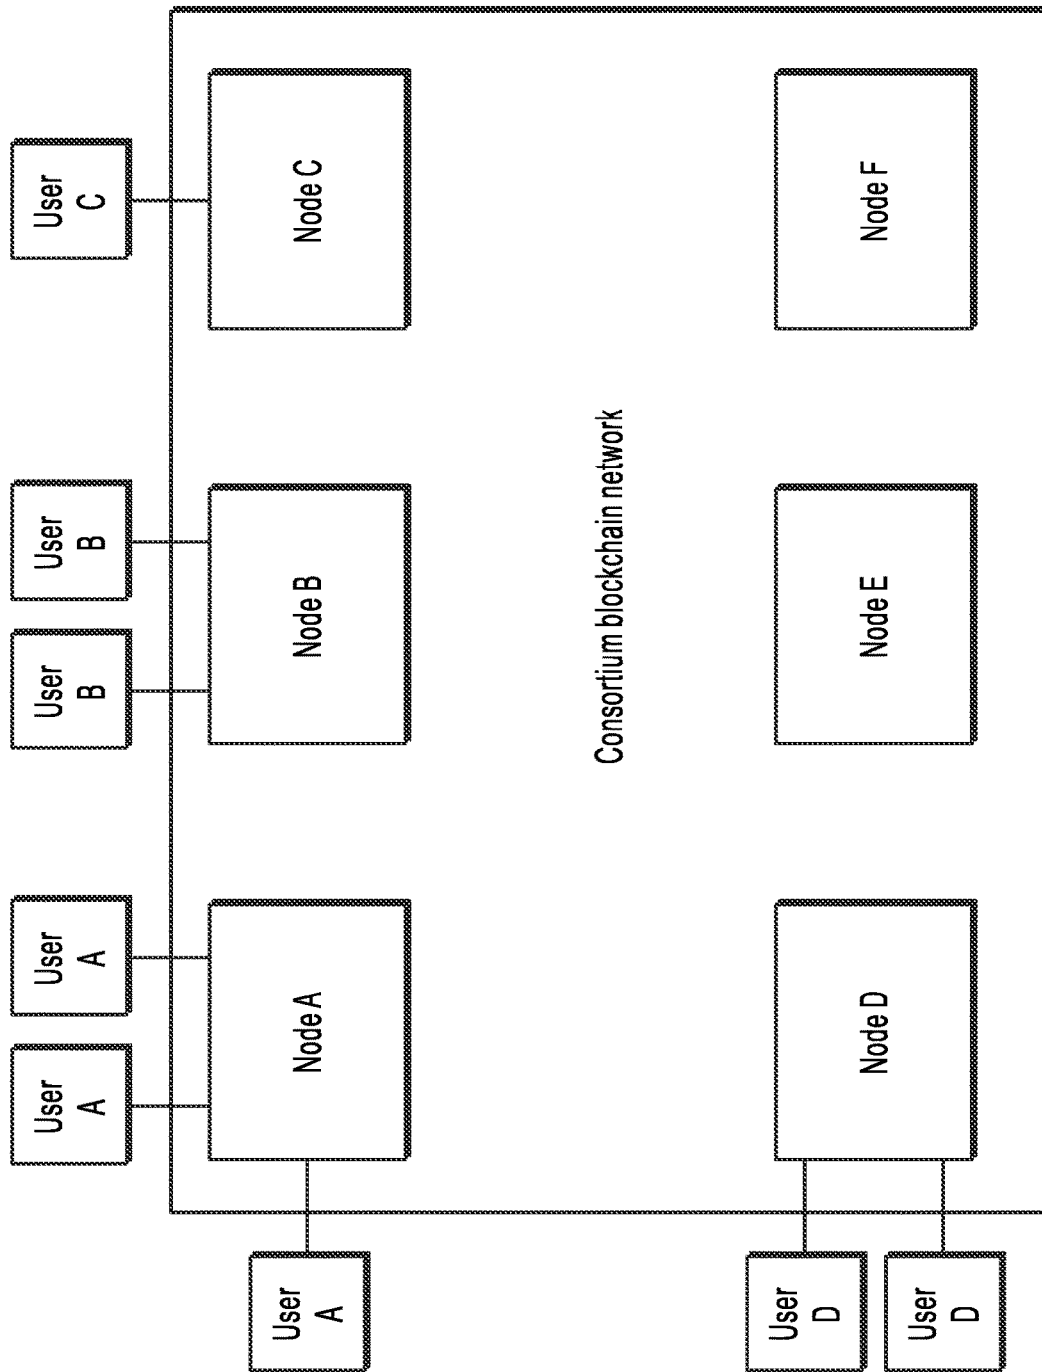 User
A
User
A
User
B
User
B
User
C
User
A
Node A
Node B
Node C
Consortium blockchain network
User
D
User
D
Node D
Node E
Node F